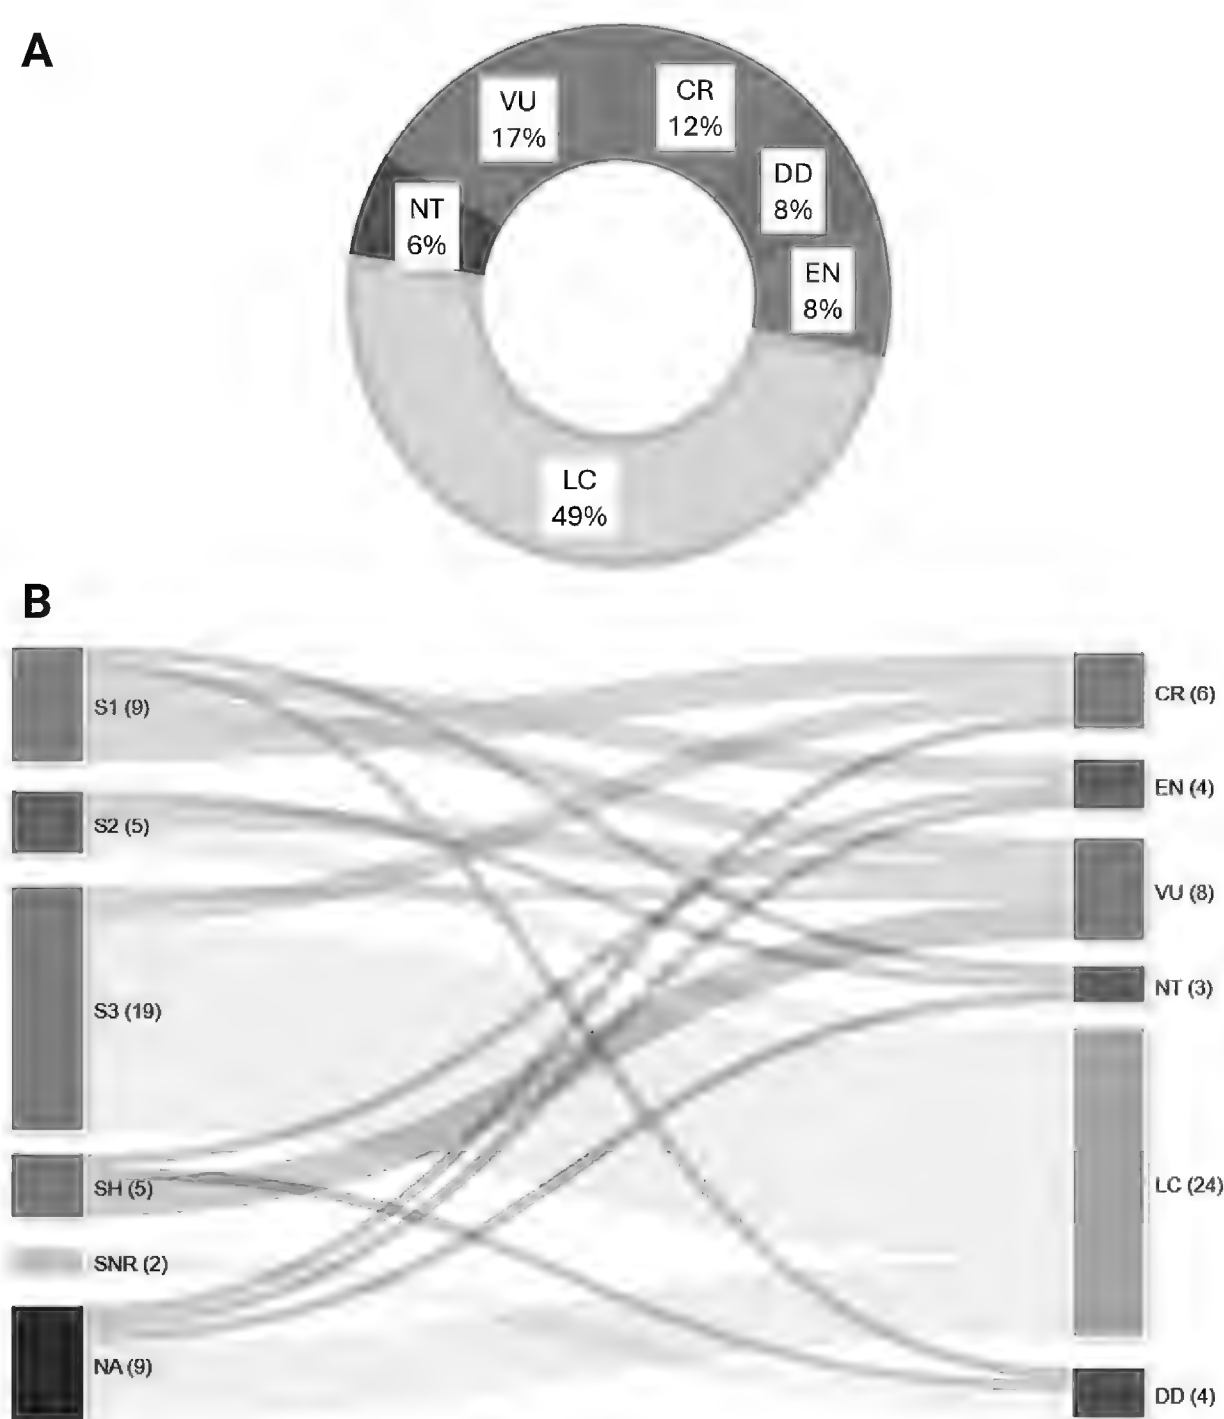 A
VU
17%
CR
12%
DD
8%
NT
6%
EN
8%
LC
49%
B
S1 (9)
S2 (5)
S3 (19)
SH (5)
SNR (2)
NA (9)
CR (6)
EN (4)
VU (8)
NT (3)
LC (24)
DD (4)